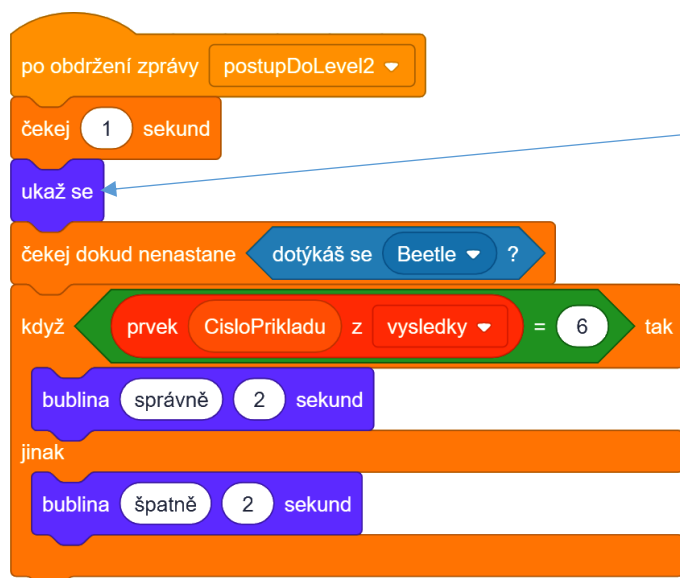 po obdržení zprávy postupDoLevel2
čekej 1 sekund
ukaž se
čekej dokud nenastane dotýkáš se Beetle ?
když prvek CisloPrikladu z vysledky = 6 tak
bublina správně 2 sekund
jinak
bublina špatně 2 sekund